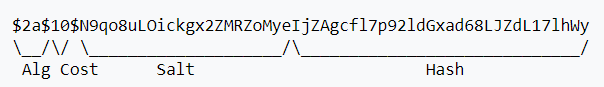 $2a$10$N9qo8uLOickgx2ZMRZoMyeIjZAgcfl7p92ldGxad68LJZdL17lhWy
\__/\/ \____________________/\_____________________________/
 Alg Cost      Salt                        Hash